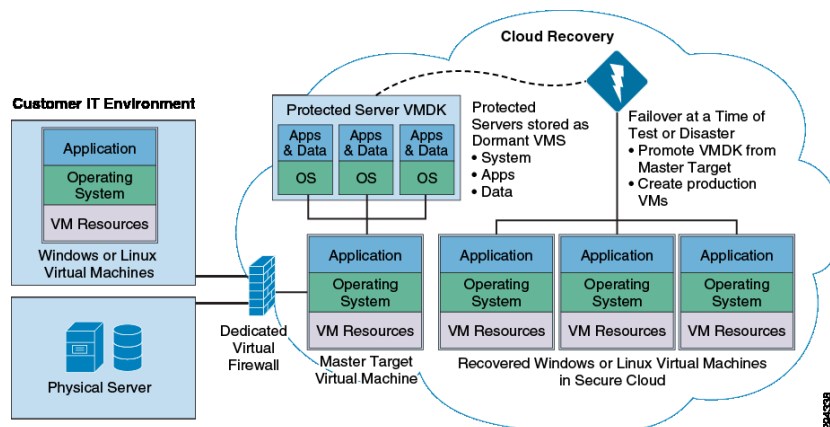 Cloud Recovery
Customer IT Environment
Application
Operating
System
VM Resources
Windows or Linux
Virtual Machines
Physical Server
Dedicated
Virtual
Firewall
Protected Server VMDK
Apps
& Data
Apps
& Data
Apps
& Data
OS
OS
OS
Protected
Servers stored as
Dormant VMS
• System
• Apps
• Data
Failover at a Time of
Test or Disaster
• Promote VMDK from
Master Target
• Create production
VMs
Application
Operating
System
VM Resources
Master Target
Virtual Machine
Application
Operating
System
VM Resources
Application
Operating
System
VM Resources
Application
Operating
System
VM Resources
Recovered Windows or Linux Virtual Machines
in Secure Cloud